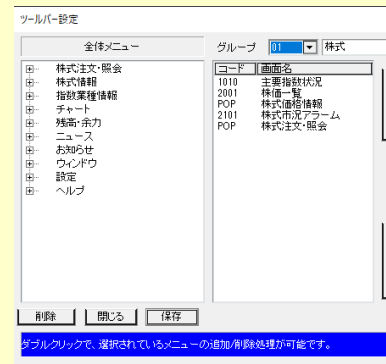 ツールバー設定
全体メニュー
グループ 01 株式
株式注文・照会
株式情報
指数業種情報
チャート
残高・余力
ニュース
お知らせ
ウィンドウ
設定
ヘルプ
コード 画面名
1010 主要指数状況
2001 株価一覧
POP 株式価格情報
2101 株式市況アラーム
POP 株式注文・照会
削除 閉じる 保存
ダブルクリックで、選択されているメニューの追加/削除処理が可能です。